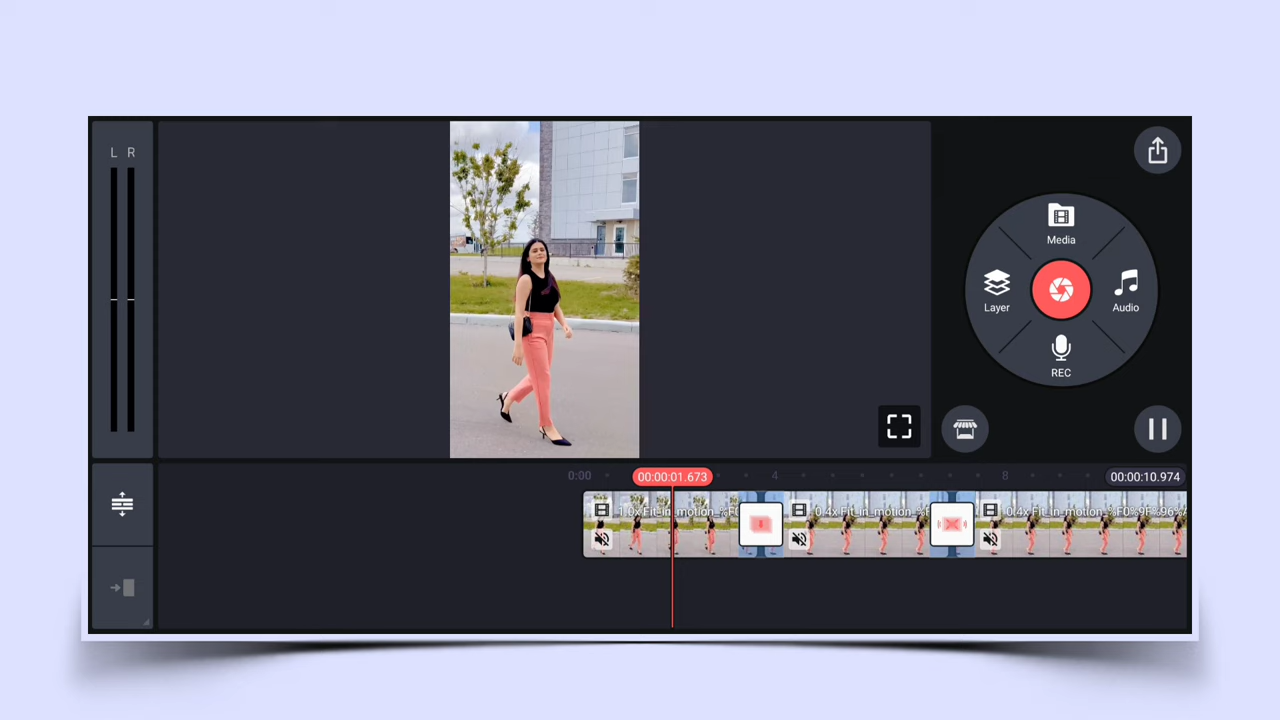 L R
Media
Layer
Audio
REC
0:00
00:00:01.673
4
8
00:00:10.974
1.0x Fit_in_motion_%F0
0.4x Fit_in_motion_%F
0.4x Fit_in_motion_%F0%9F%96%